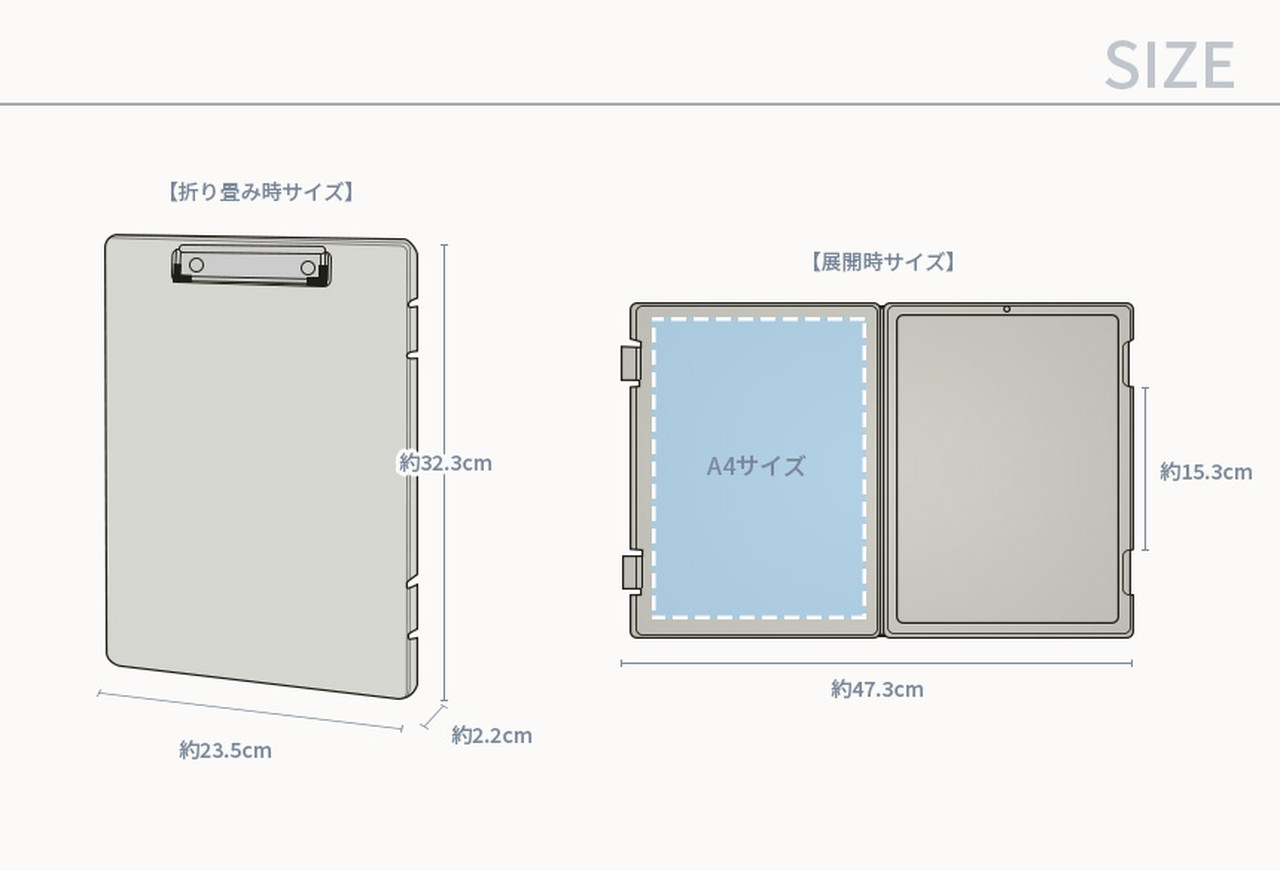 SIZE
【折り畳み時サイズ】
約32.3cm
約23.5cm
約2.2cm
【展開時サイズ】
A4サイズ
約15.3cm
約47.3cm